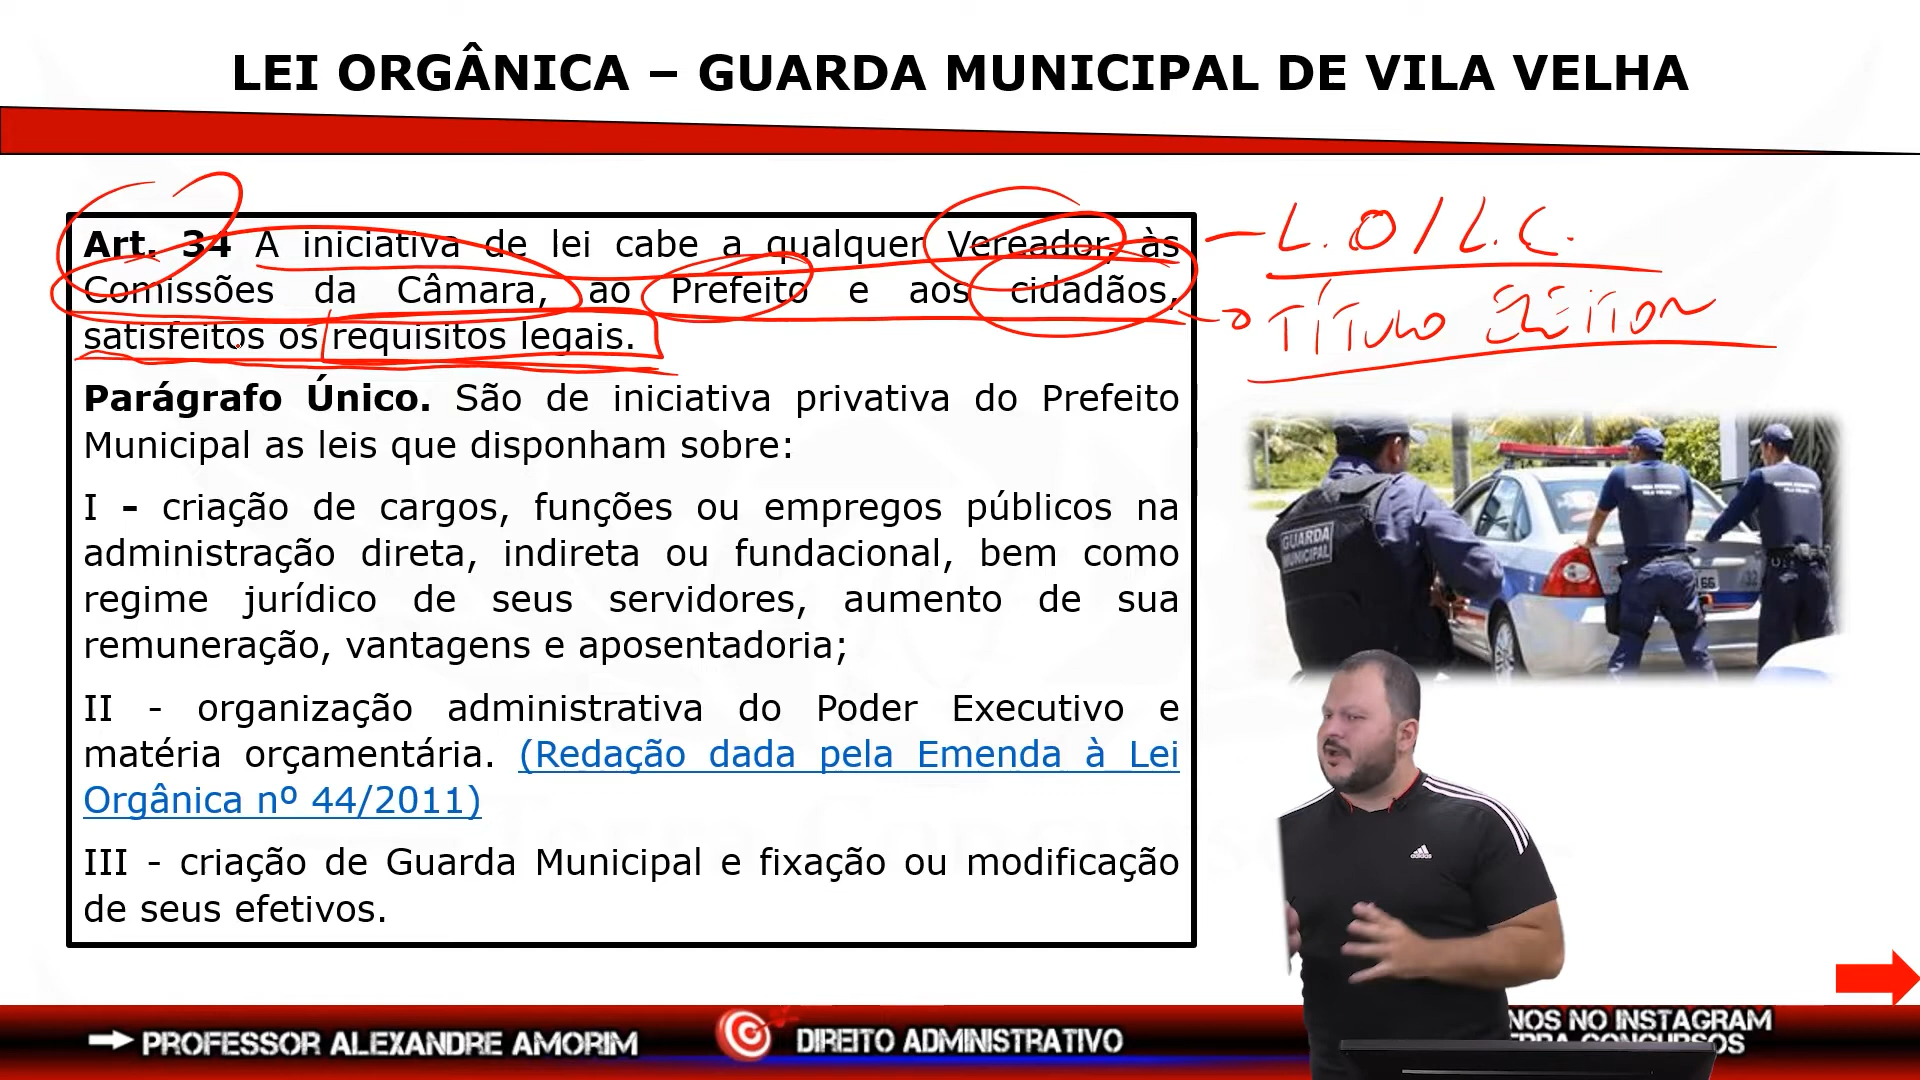 LEI ORGÂNICA – GUARDA MUNICIPAL DE VILA VELHA
Art. 34 A iniciativa de lei cabe a qualquer Vereador, às
Comissões da Câmara, ao Prefeito e aos cidadãos,
satisfeitos os requisitos legais.
Parágrafo Único. São de iniciativa privativa do Prefeito
Municipal as leis que disponham sobre:
I - criação de cargos, funções ou empregos públicos na
administração direta, indireta ou fundacional, bem como
regime jurídico de seus servidores, aumento de sua
remuneração, vantagens e aposentadoria;
II - organização administrativa do Poder Executivo e
matéria orçamentária. (Redação dada pela Emenda à Lei
Orgânica nº 44/2011)
III - criação de Guarda Municipal e fixação ou modificação
de seus efetivos.
L.O/L.C.
TÍTULO ELEITOR
GUARDA
MUNICIPAL
adidas
PROFESSOR ALEXANDRE AMORIM
DIREITO ADMINISTRATIVO
NOS NO INSTAGRAM
CONCURSOS